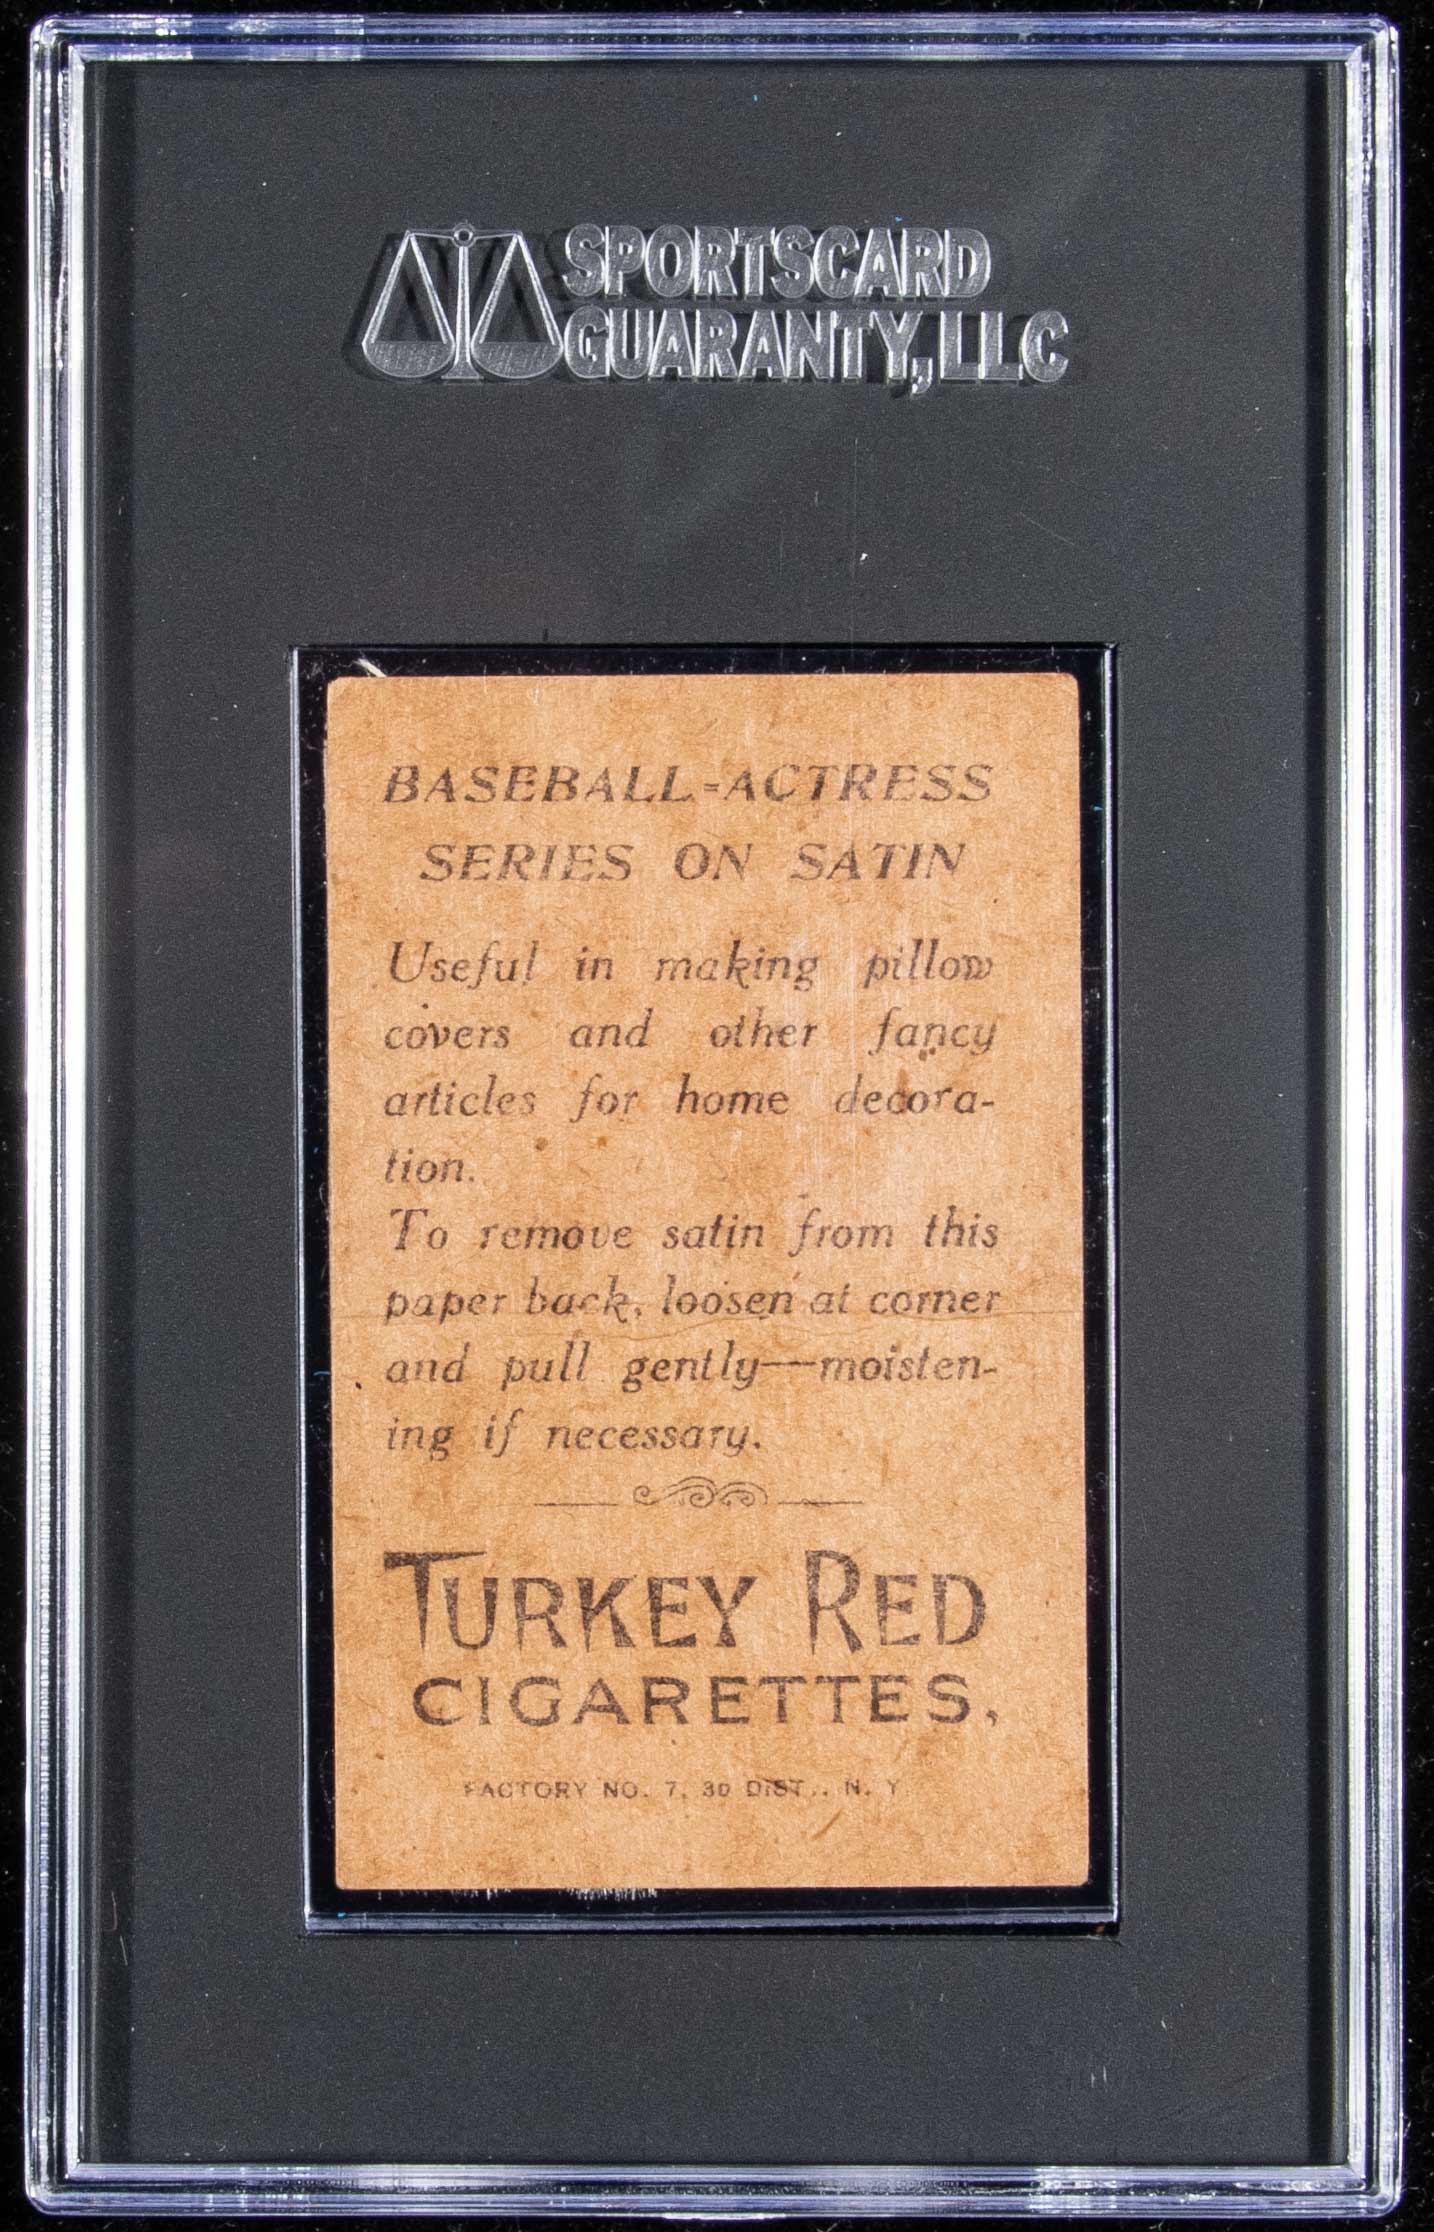 SPORTSCARD
GUARANTY, LLC
BASEBALL=ACTRESS
SERIES ON SATIN
Useful in making pillow
covers and other fancy
articles for home decora-
tion.
To remove satin from this
paper back, loosen at corner
and pull gently—moisten-
ing if necessary.
TURKEY RED
CIGARETTES.
FACTORY NO. 7, 3D DIST., N. Y.